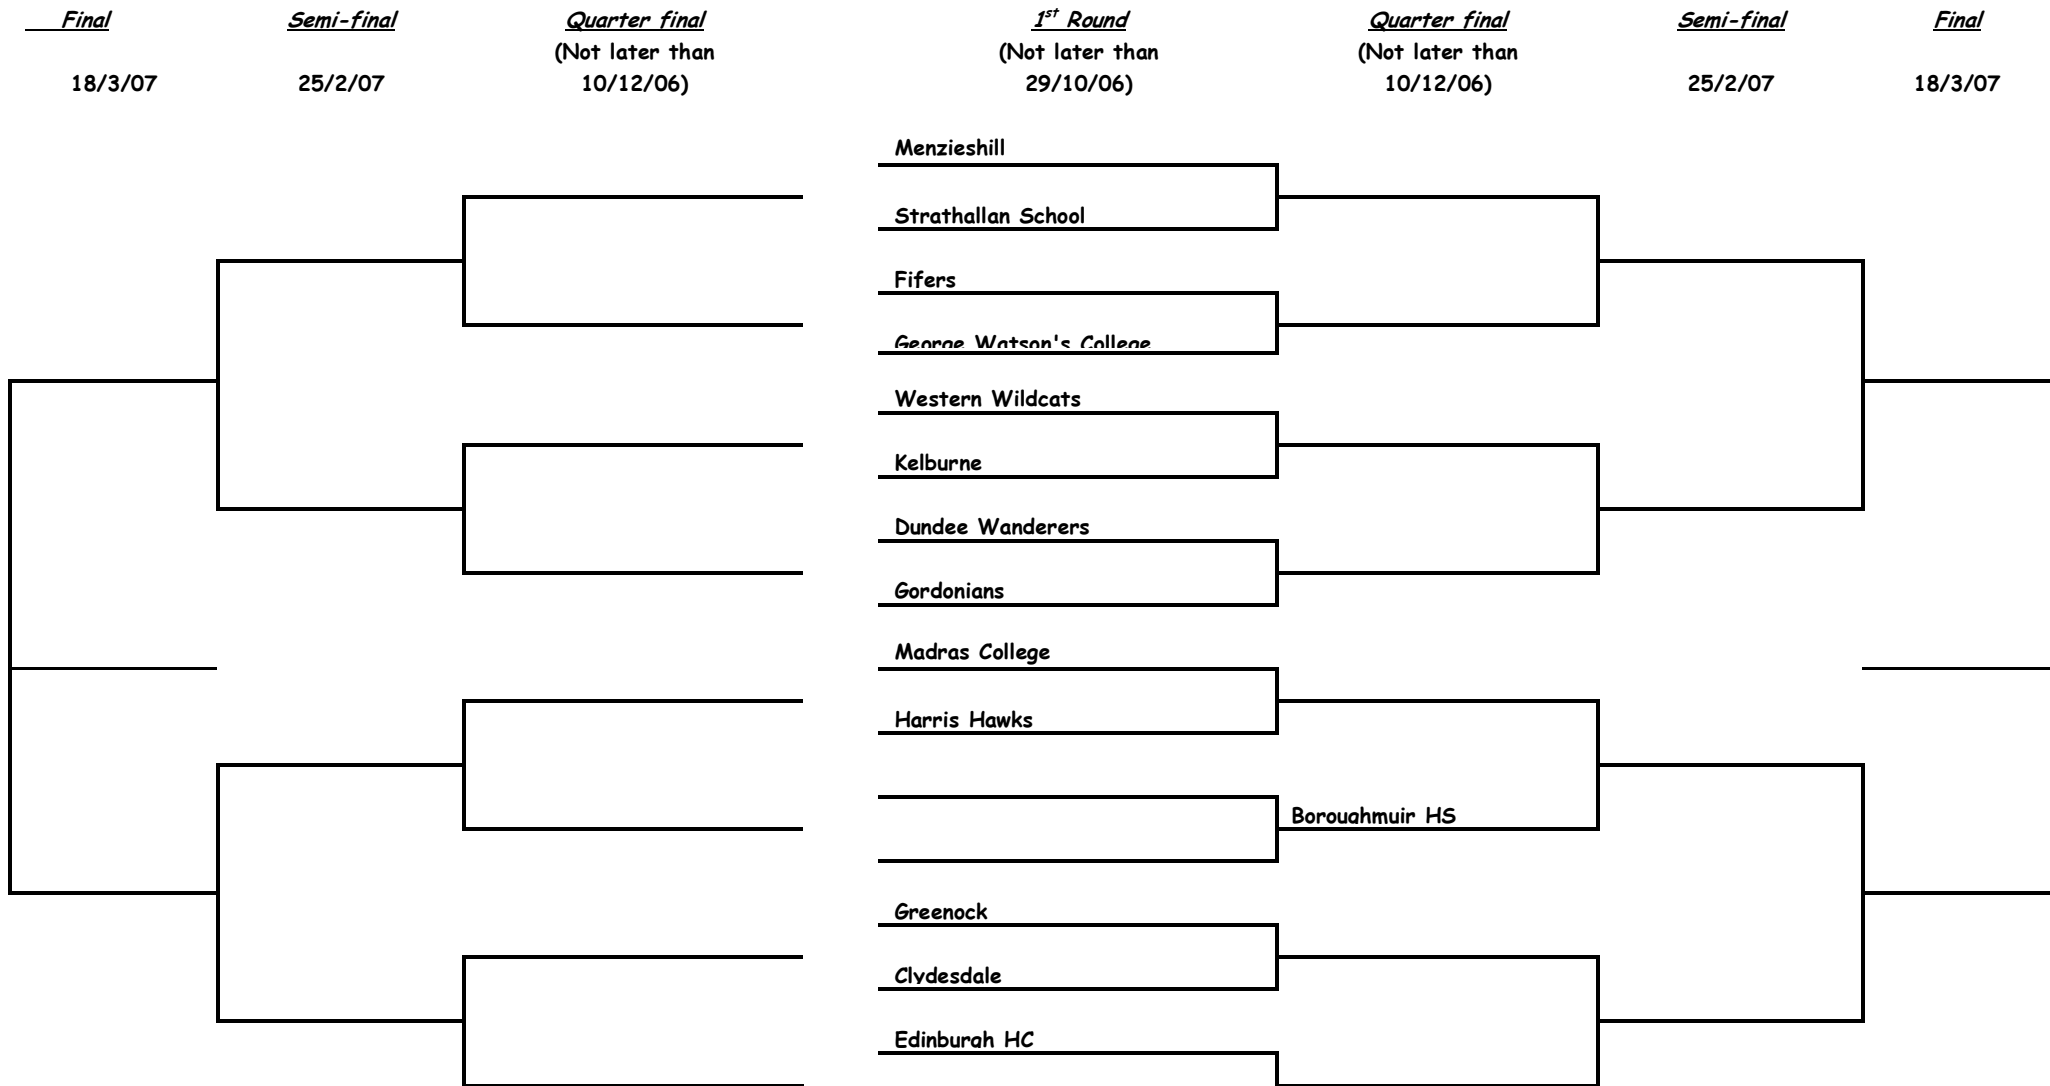 Final Semi-final Quarter final 1st Round Quarter final Semi-final Final
(Not later than (Not later than (Not later than
18/3/07 25/2/07 10/12/06) 29/10/06) 10/12/06) 25/2/07 18/3/07
Menzieshill
Strathallan School
Fifers
George Watson's College
Western Wildcats
Kelburne
Dundee Wanderers
Gordonians
Madras College
Harris Hawks
Boroughmuir HS
Greenock
Clydesdale
Edinburgh HC